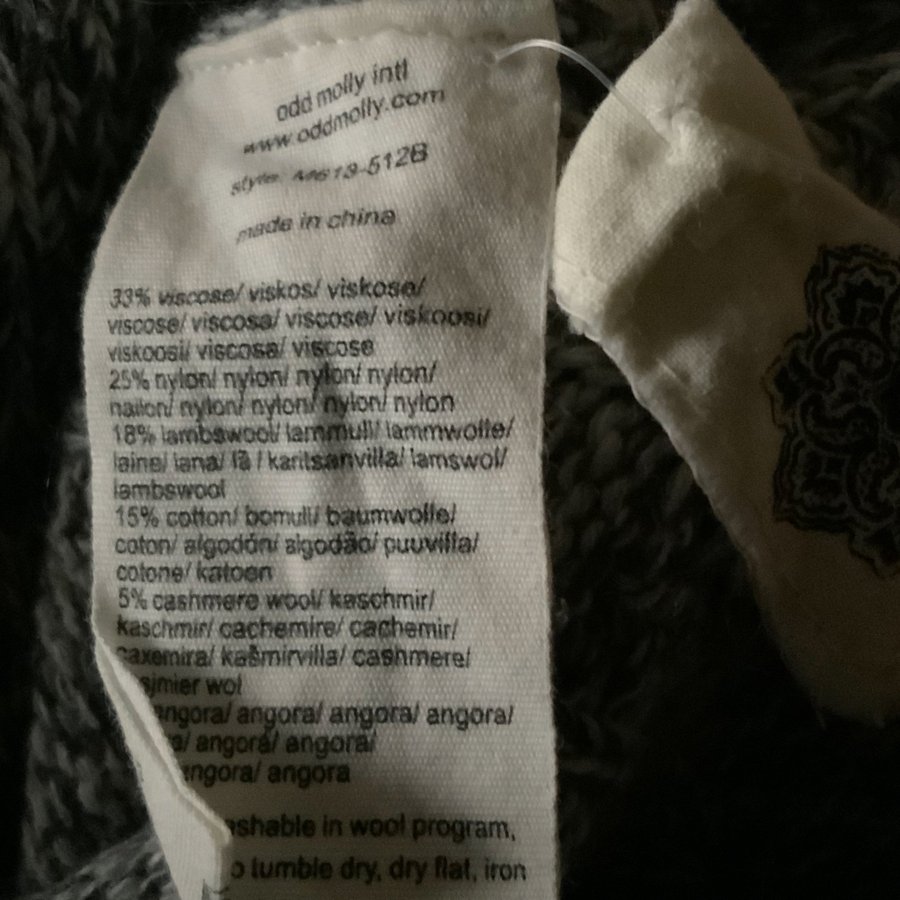 odd molly intl
www.oddmolly.com
style: M613-512B
made in china
33% viscose/ viskos/ viskose/
viscose/ viscosa/ viscose/ viskoosi/
viskoosi/ viscosa/ viscose
25% nylon/ nylon/ nylon/ nylon/
nailon/ nylon/ nylon/ nylon/ nylon
18% lambswool/ lammull/ lammwolle/
laine/ lana/ lã / karitsanvilla/ lamswol/
lambswool
15% cotton/ bomull/ baumwolle/
coton/ algodón/ algodão/ puuvilla/
cotone/ katoen
5% cashmere wool/ kaschmir/
kaschmir/ cachemire/ cachemir/
caxemira/ kašmirvilla/ cashmere/
sjmier wol
angora/ angora/ angora/ angora/
a/ angorá/ angora/
angora/ angora
ashable in wool program,
o tumble dry, dry flat, iron